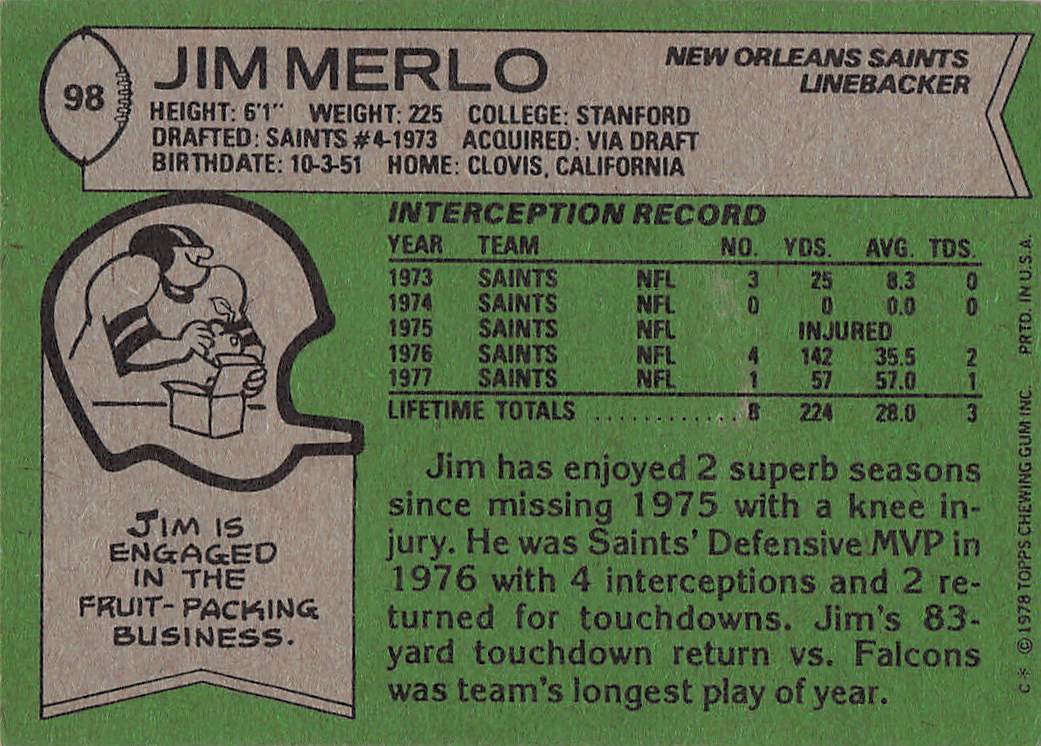 98
JIM MERLO
NEW ORLEANS SAINTS
LINEBACKER
HEIGHT: 6'1" WEIGHT: 225 COLLEGE: STANFORD
DRAFTED: SAINTS #4-1973 ACQUIRED: VIA DRAFT
BIRTHDATE: 10-3-51 HOME: CLOVIS, CALIFORNIA
INTERCEPTION RECORD
YEAR TEAM NO. YDS. AVG. TDS.
1973 SAINTS NFL 3 25 8.3 0
1974 SAINTS NFL 0 0 0.0 0
1975 SAINTS NFL INJURED
1976 SAINTS NFL 4 142 35.5 2
1977 SAINTS NFL 1 57 57.0 1
LIFETIME TOTALS .......... 8 224 28.0 3
Jim has enjoyed 2 superb seasons
since missing 1975 with a knee in-
jury. He was Saints' Defensive MVP in
1976 with 4 interceptions and 2 re-
turned for touchdowns. Jim's 83-
yard touchdown return vs. Falcons
was team's longest play of year.
JIM IS
ENGAGED
IN THE
FRUIT-PACKING
BUSINESS.
C* ©1978 TOPPS CHEWING GUM INC. PRTD. IN U.S.A.